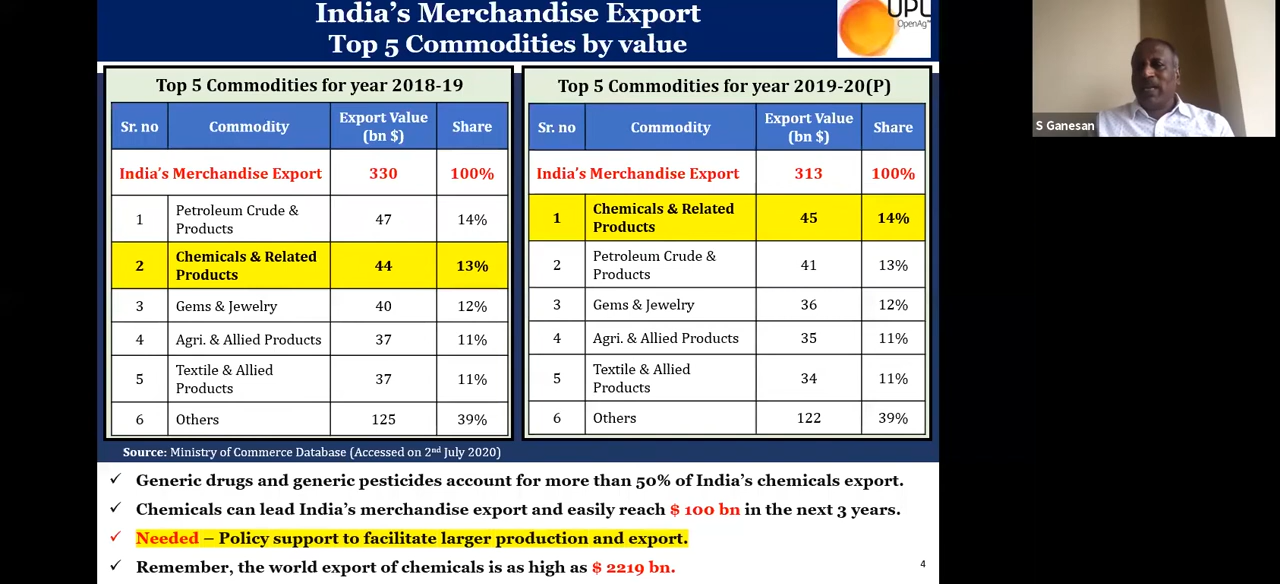 India's Merchandise Export
Top 5 Commodities by value
UPL
OpenAg™
Top 5 Commodities for year 2018-19
Sr. no Commodity Export Value (bn $) Share
India's Merchandise Export 330 100%
1 Petroleum Crude & Products 47 14%
2 Chemicals & Related Products 44 13%
3 Gems & Jewelry 40 12%
4 Agri. & Allied Products 37 11%
5 Textile & Allied Products 37 11%
6 Others 125 39%
Top 5 Commodities for year 2019-20(P)
Sr. no Commodity Export Value (bn $) Share
India's Merchandise Export 313 100%
1 Chemicals & Related Products 45 14%
2 Petroleum Crude & Products 41 13%
3 Gems & Jewelry 36 12%
4 Agri. & Allied Products 35 11%
5 Textile & Allied Products 34 11%
6 Others 122 39%
Source: Ministry of Commerce Database (Accessed on 2nd July 2020)
✓ Generic drugs and generic pesticides account for more than 50% of India's chemicals export.
✓ Chemicals can lead India's merchandise export and easily reach $ 100 bn in the next 3 years.
✓ Needed – Policy support to facilitate larger production and export.
✓ Remember, the world export of chemicals is as high as $ 2219 bn.
4
S Ganesan